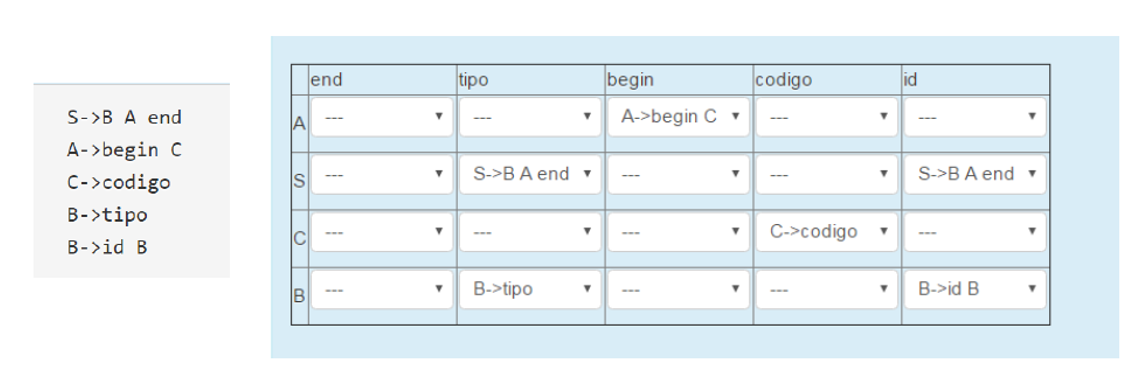 S->B A end
A->begin C
C->codigo
B->tipo
B->id B
end tipo begin codigo id
A --- --- A->begin C --- ---
S --- S->B A end --- --- S->B A end
C --- --- --- C->codigo ---
B --- B->tipo --- --- B->id B